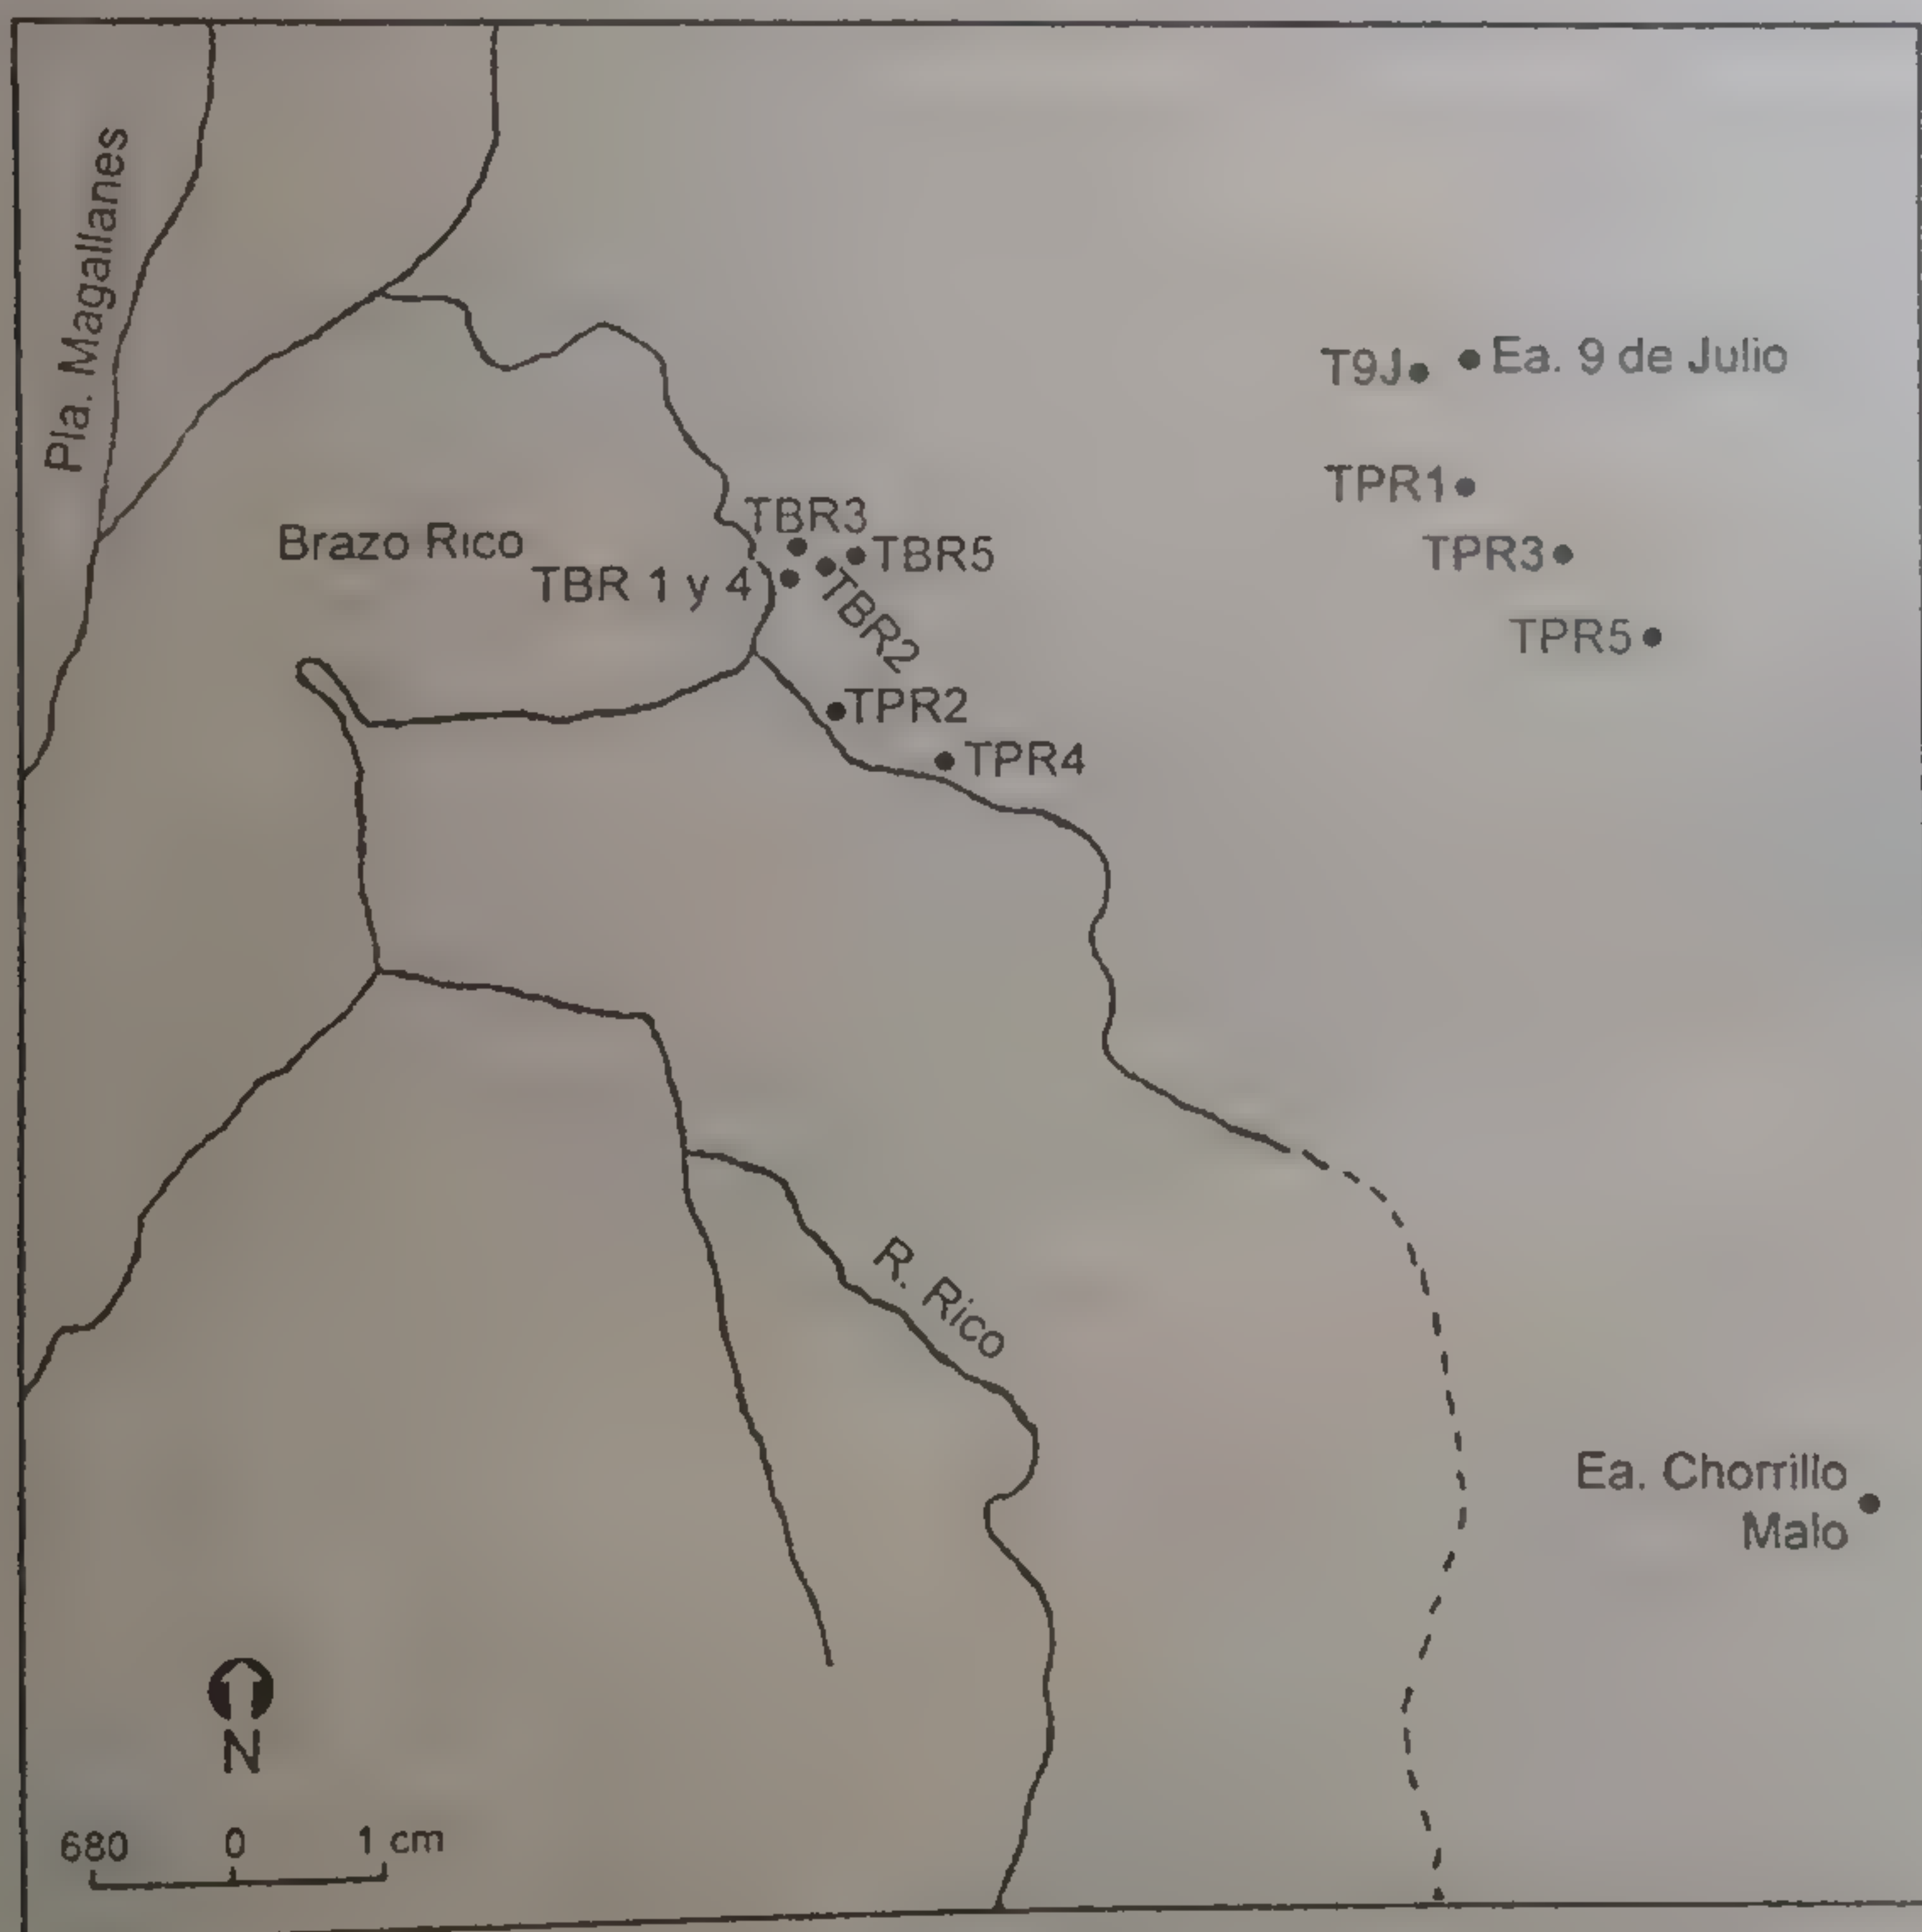 Pla. Magallanes
T9J
Ea. 9 de Julio
TPR1
TBR3
Brazo Rico
TBR5
TPR3
TBR 1 y 4
TBR2
TPR5
TPR2
TPR4
R. Rico
Ea. Chorrillo
Malo
N
680 0 1 cm